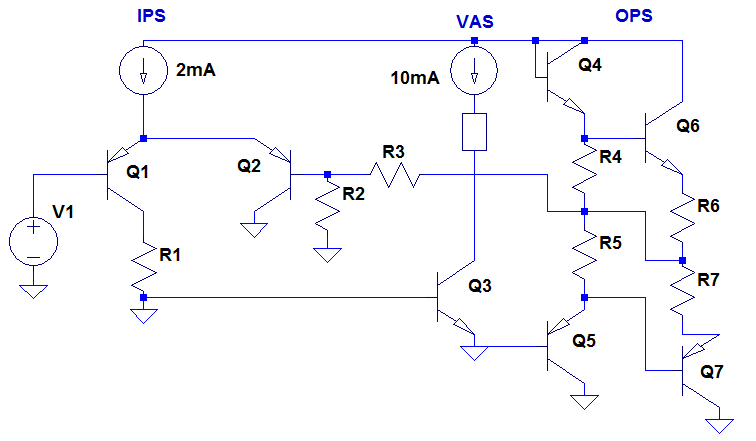 IPS VAS OPS
2mA 10mA Q4
Q1 Q2 R3 R4 Q6
V1 R2 R6
R1 R5
Q3 R7
Q5 Q7